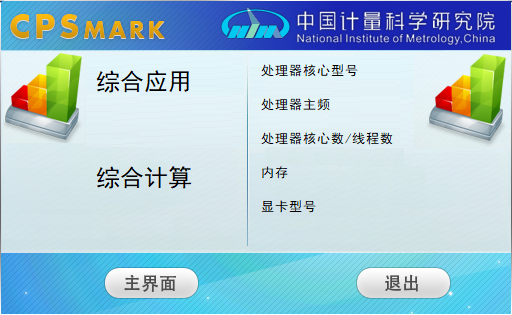 CPSMARK
NIM 中国计量科学研究院
National Institute of Metrology,China
综合应用
综合计算
处理器核心型号
处理器主频
处理器核心数/线程数
内存
显卡型号
主界面
退出